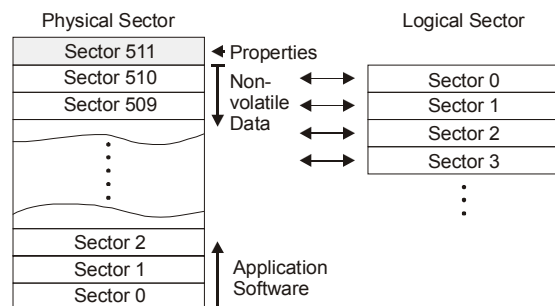 Physical Sector
Logical Sector
Sector 511
Properties
Sector 510
Sector 509
Non-
volatile
Data
Sector 0
Sector 1
Sector 2
Sector 3
Sector 2
Sector 1
Sector 0
Application
Software